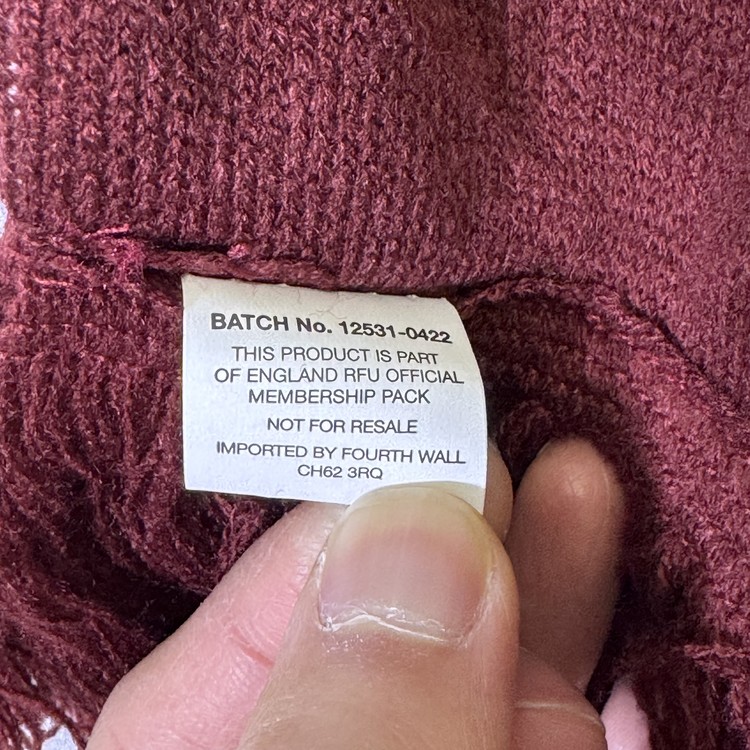 BATCH No. 12531-0422
THIS PRODUCT IS PART
OF ENGLAND RFU OFFICIAL
MEMBERSHIP PACK
NOT FOR RESALE
IMPORTED BY FOURTH WALL
CH62 3RQ